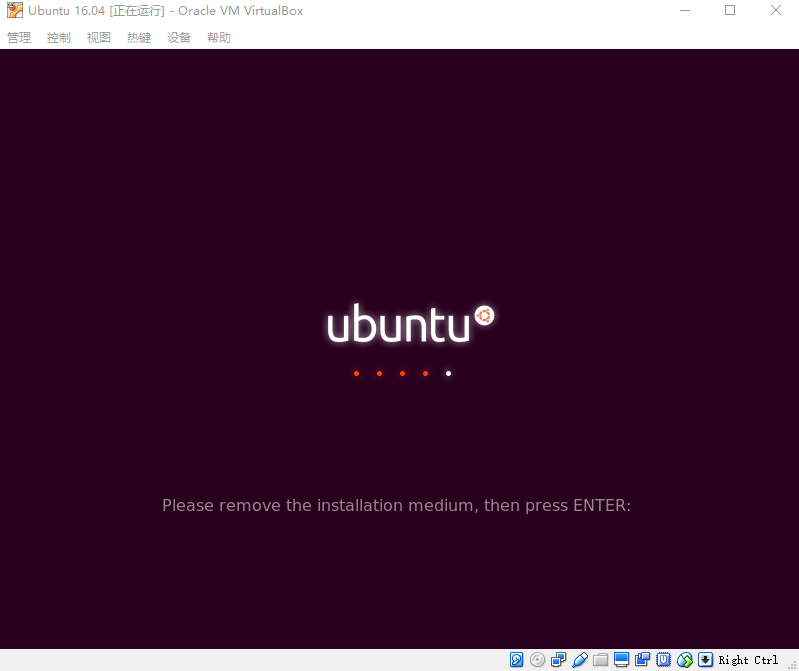 Ubuntu 16.04 [正在运行] - Oracle VM VirtualBox
管理 控制 视图 热键 设备 帮助
ubuntu
Please remove the installation medium, then press ENTER:
Right Ctrl